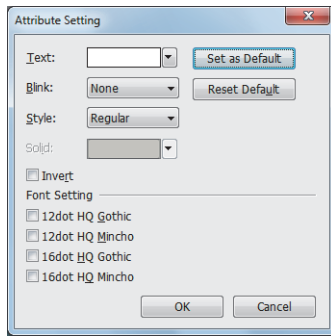 Attribute Setting
Text: Set as Default
Blink: None Reset Default
Style: Regular
Solid:
Invert
Font Setting
12dot HQ Gothic
12dot HQ Mincho
16dot HQ Gothic
16dot HQ Mincho
OK Cancel